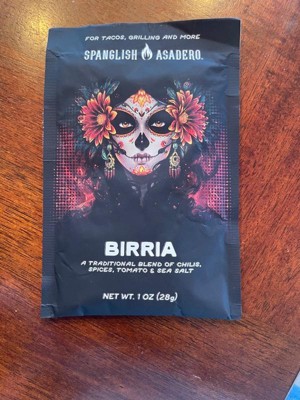 FOR TACOS, GRILLING AND MORE
SPANGLISH ASADERO™
BIRRIA
A TRADITIONAL BLEND OF CHILIS,
SPICES, TOMATO & SEA SALT
NET WT. 1 OZ (28g)